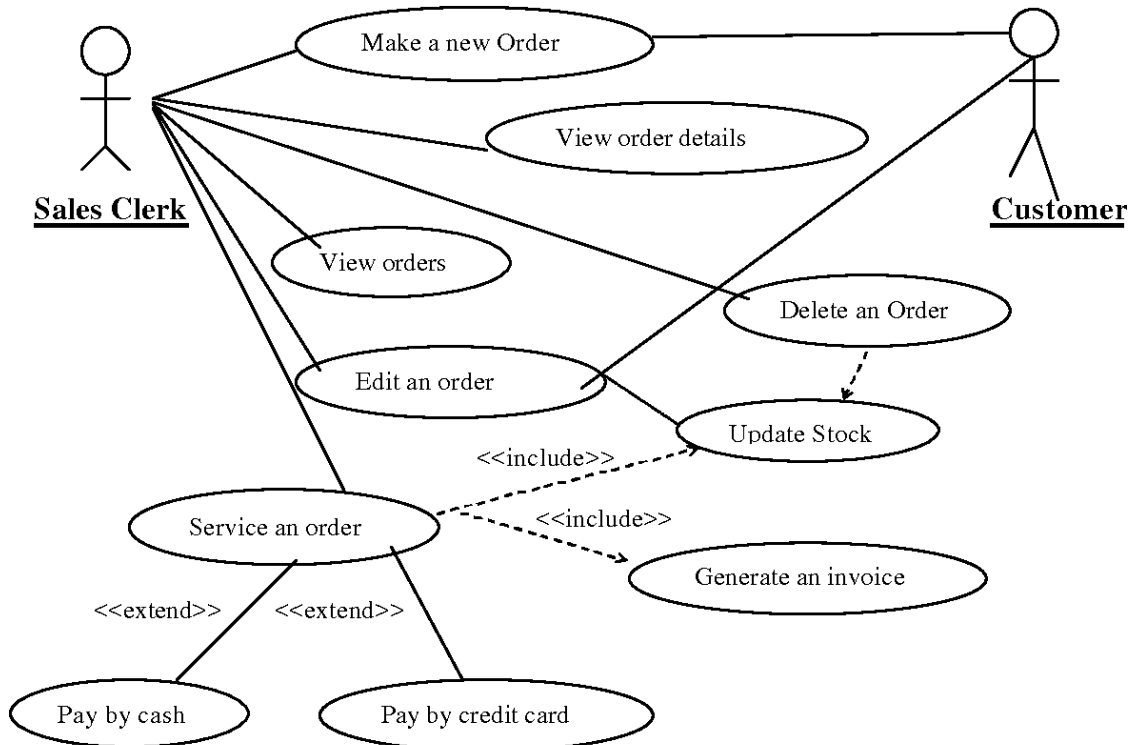 Make a new Order
View order details
Sales Clerk
Customer
View orders
Delete an Order
Edit an order
Update Stock
<<include>>
Service an order
<<include>>
Generate an invoice
<<extend>>
<<extend>>
Pay by cash
Pay by credit card